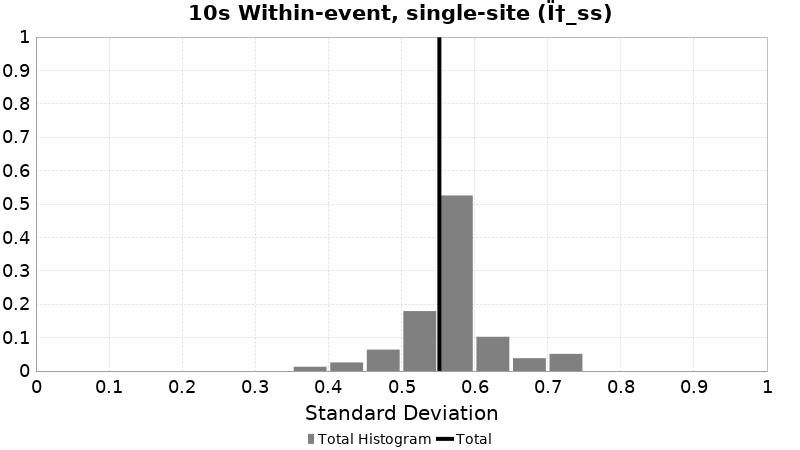 10s Within-event, single-site (Ï†_ss)
1
0.9
0.8
0.7
0.6
0.5
0.4
0.3
0.2
0.1
0
0 0.1 0.2 0.3 0.4 0.5 0.6 0.7 0.8 0.9 1
Standard Deviation
Total Histogram Total